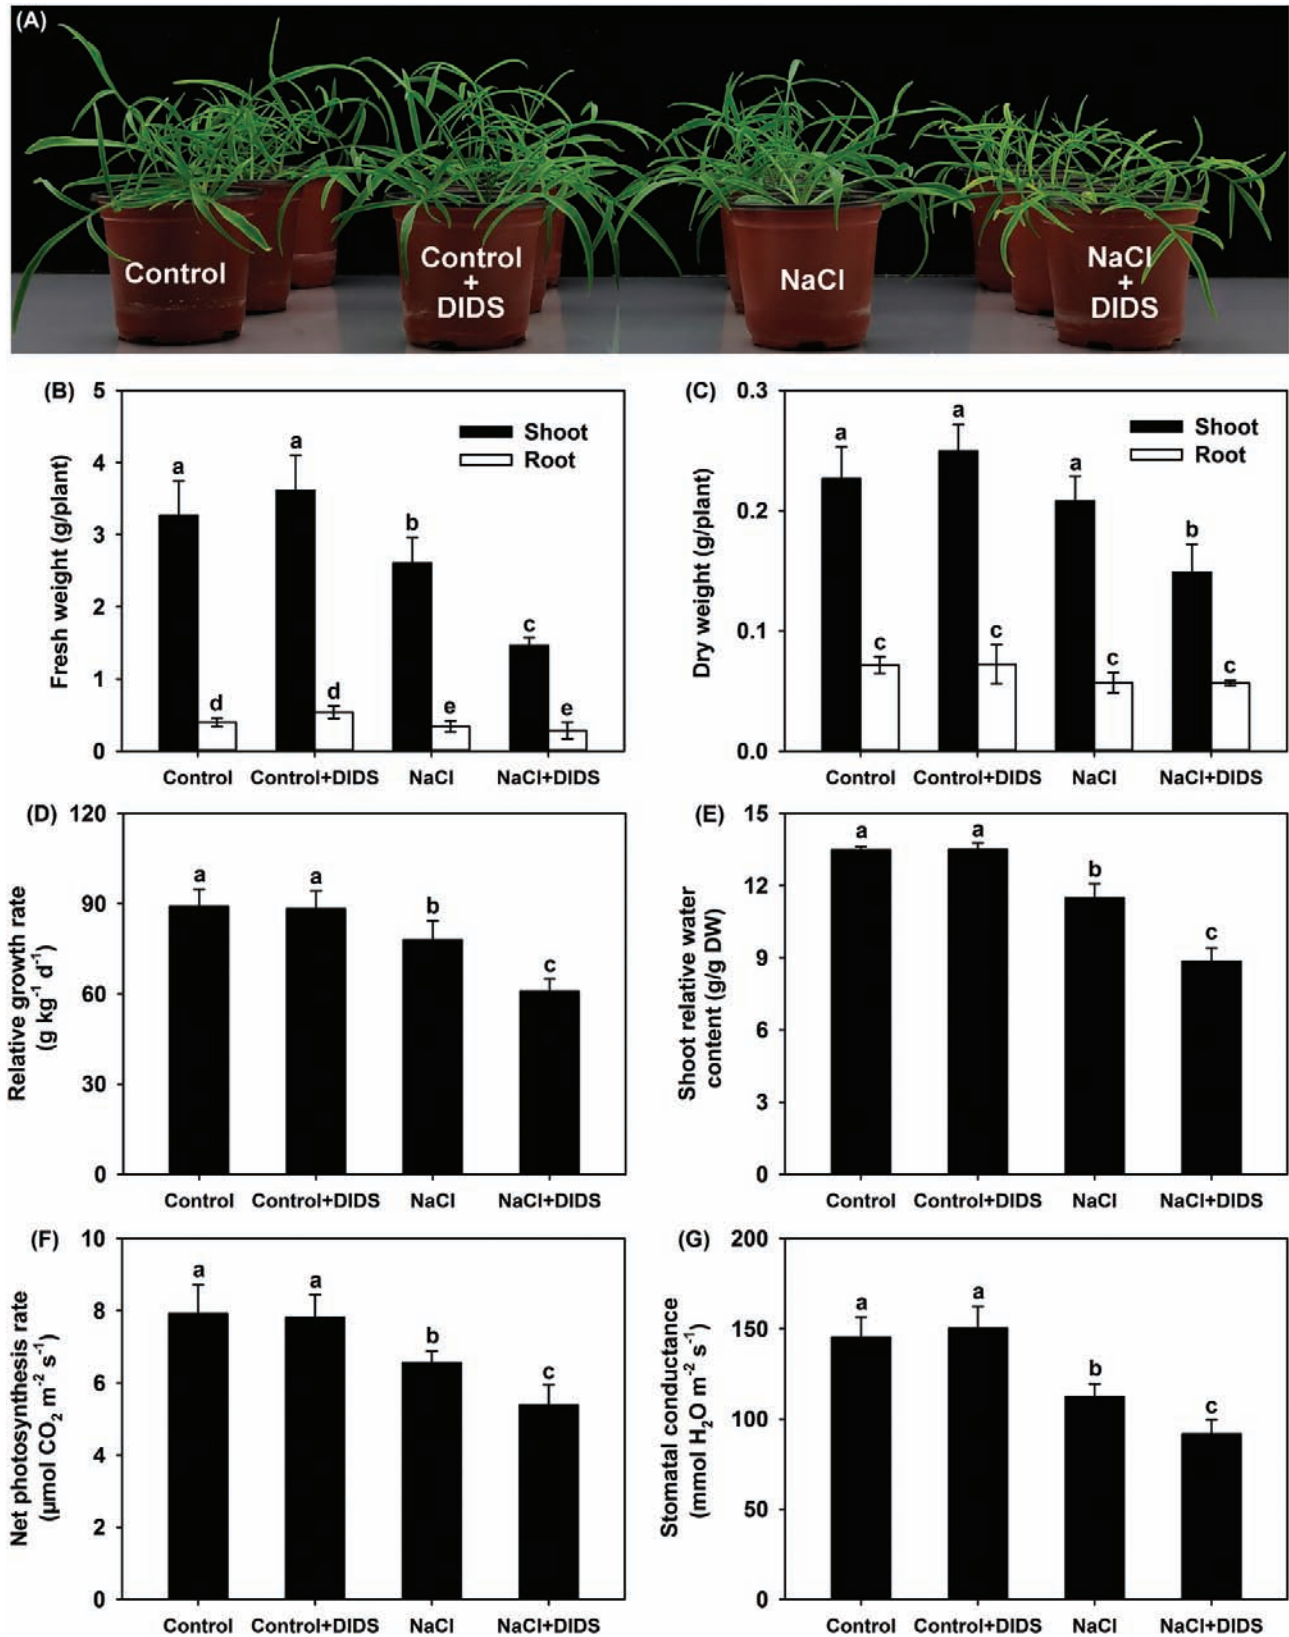 (A)
Control
Control
+
DIDS
NaCl
NaCl
+
DIDS
(B)
Fresh weight (g/plant)
5
4
3
2
1
0
Shoot
Root
a
d
a
d
b
e
c
e
Control
Control+DIDS
NaCl
NaCl+DIDS
(C)
Dry weight (g/plant)
0.3
0.2
0.1
0.0
Shoot
Root
a
c
a
c
a
c
b
c
Control
Control+DIDS
NaCl
NaCl+DIDS
(D)
Relative growth rate
(g kg⁻¹ d⁻¹)
120
90
60
30
0
a
a
b
c
Control
Control+DIDS
NaCl
NaCl+DIDS
(E)
Shoot relative water
content (g/g DW)
15
12
9
6
3
0
a
a
b
c
Control
Control+DIDS
NaCl
NaCl+DIDS
(F)
Net photosynthesis rate
(μmol CO₂ m⁻² s⁻¹)
10
8
6
4
2
0
a
a
b
c
Control
Control+DIDS
NaCl
NaCl+DIDS
(G)
Stomatal conductance
(mmol H₂O m⁻² s⁻¹)
200
150
100
50
0
a
a
b
c
Control
Control+DIDS
NaCl
NaCl+DIDS